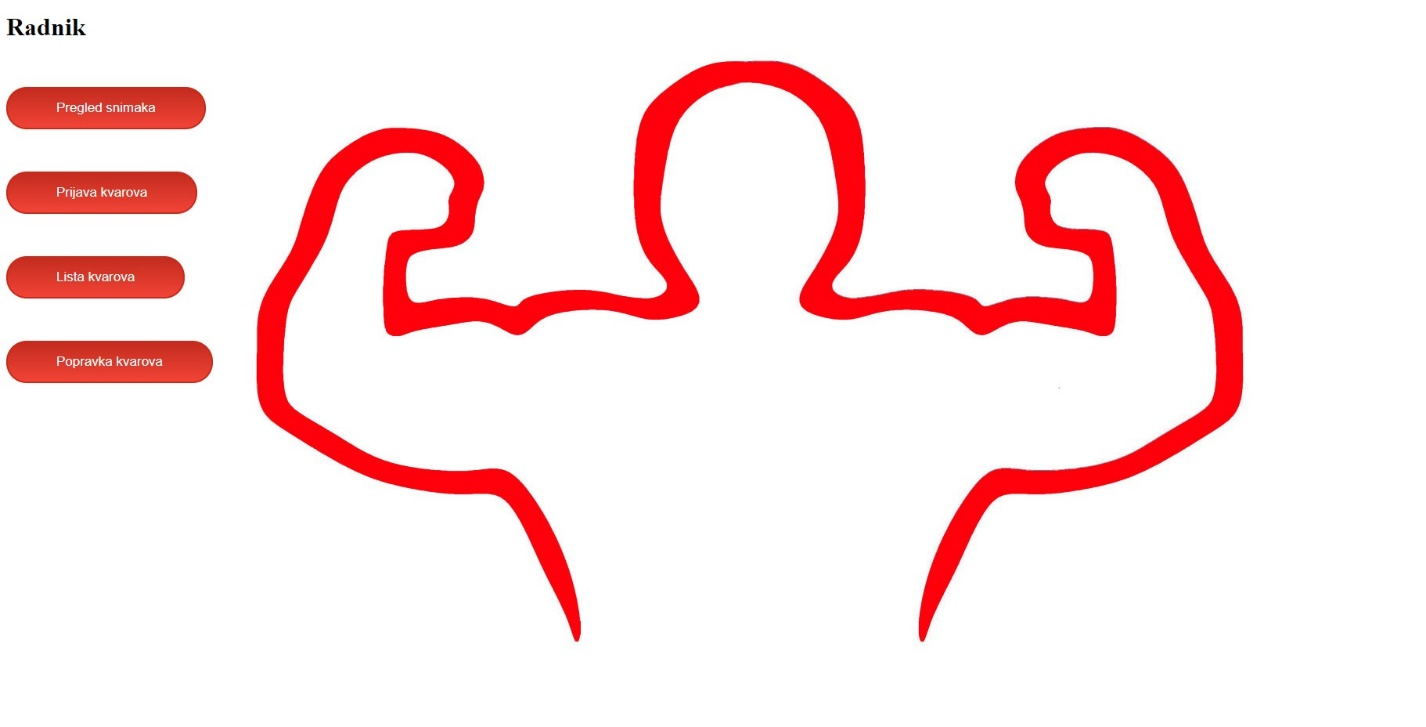 Radnik
Pregled snimaka
Prijava kvarova
Lista kvarova
Popravka kvarova